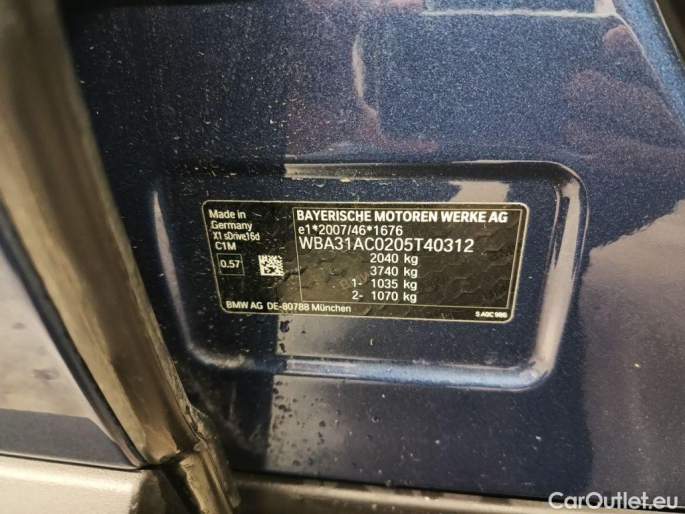 Made in
Germany
X1 sDrive16d
C1M
0.57
BAYERISCHE MOTOREN WERKE AG
e1*2007/46*1676
WBA31AC0205T40312
2040 kg
3740 kg
1- 1035 kg
2- 1070 kg
BMW AG DE-80788 München
CarOutlet.eu